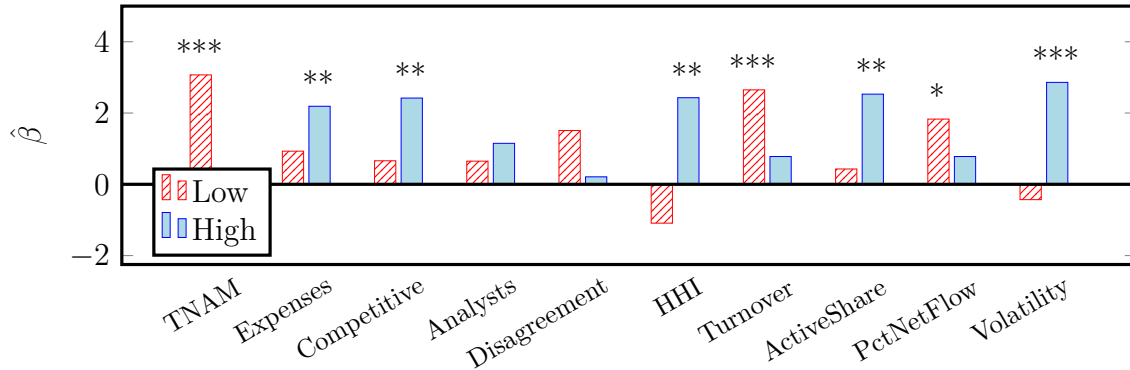 4
2
0
−2
β̂
***
**
**
**
***
**
*
***
Low
High
TNAM
Expenses
Competitive
Analysts
Disagreement
HHI
Turnover
ActiveShare
PctNetFlow
Volatility